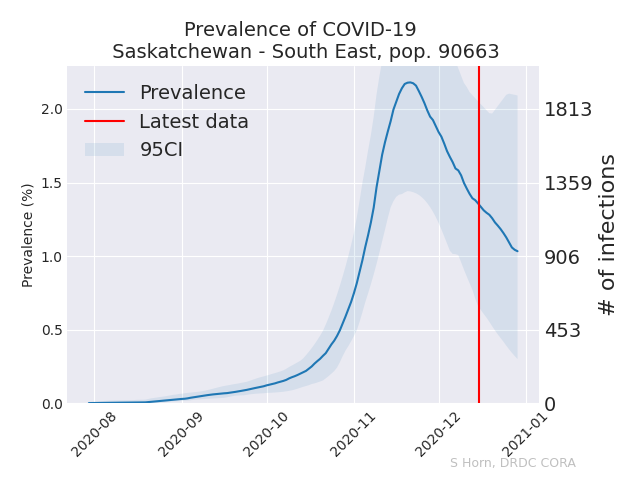 Prevalence of COVID-19
Saskatchewan - South East, pop. 90663
Prevalence
Latest data
95CI
Prevalence (%)
2.0
1.5
1.0
0.5
0.0
1813
1359
906
453
0
# of infections
2020-08
2020-09
2020-10
2020-11
2020-12
2021-01
S Horn, DRDC CORA